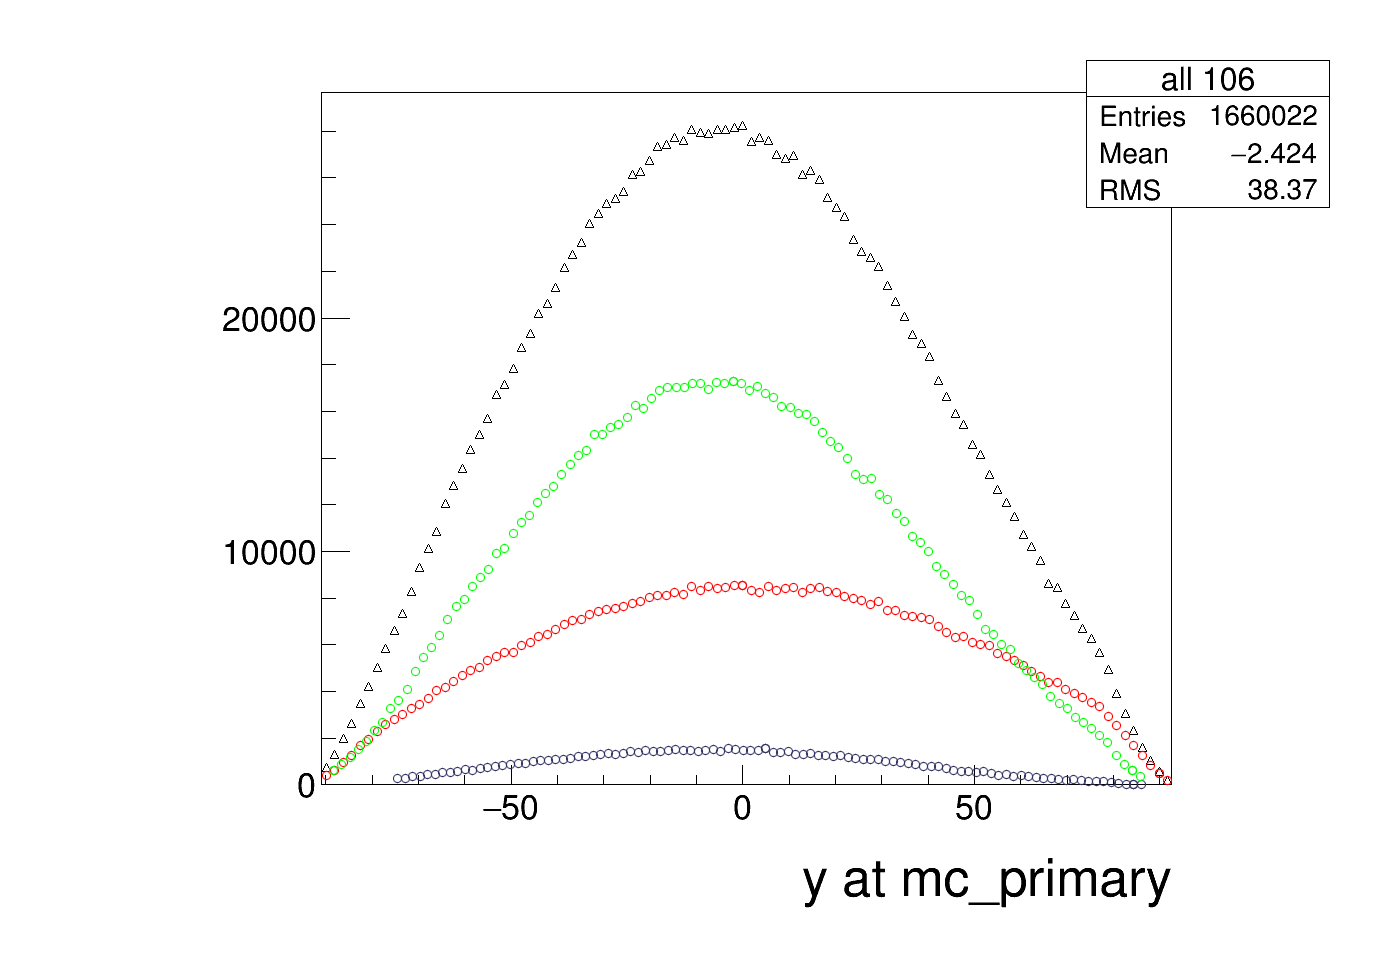 all 106
Entries 1660022
Mean −2.424
RMS 38.37
20000
10000
0
−50 0 50
y at mc_primary